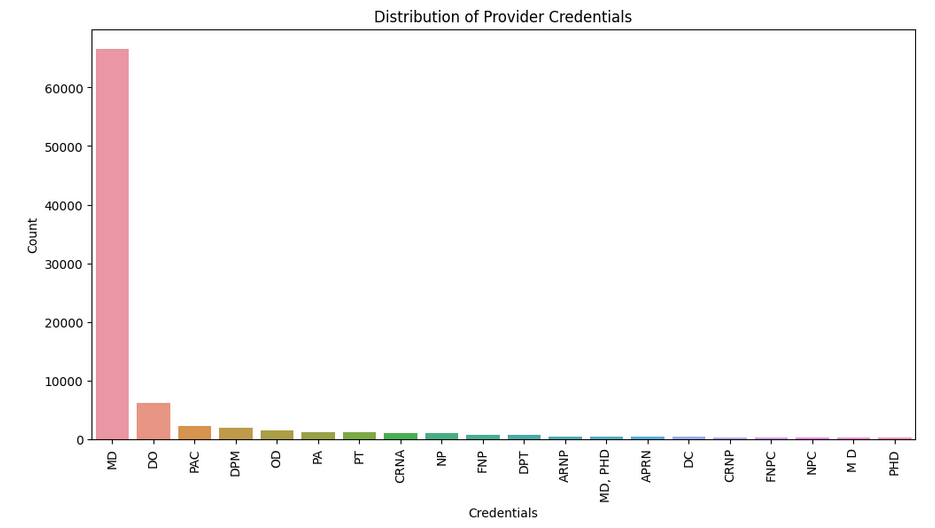 Distribution of Provider Credentials
Count
60000
50000
40000
30000
20000
10000
0
MD
DO
PAC
DPM
OD
PA
PT
CRNA
NP
FNP
DPT
ARNP
MD, PHD
APRN
DC
CRNP
FNPC
NPC
M D
PHD
Credentials